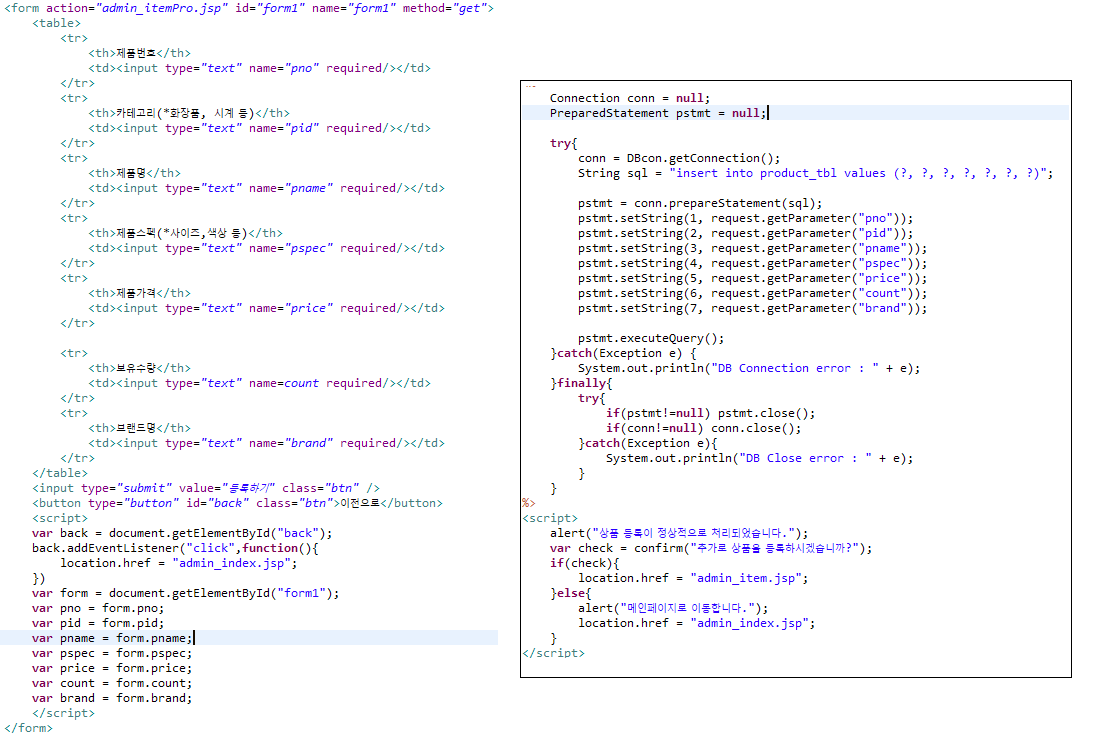 <form action="admin_itemPro.jsp" id="form1" name="form1" method="get">
<table>
<tr>
<th>제품번호</th>
<td><input type="text" name="pno" required/></td>
</tr>
<tr>
<th>카테고리(*화장품, 시계 등)</th>
<td><input type="text" name="pid" required/></td>
</tr>
<tr>
<th>제품명</th>
<td><input type="text" name="pname" required/></td>
</tr>
<tr>
<th>제품스펙(*사이즈,색상 등)</th>
<td><input type="text" name="pspec" required/></td>
</tr>
<tr>
<th>제품가격</th>
<td><input type="text" name="price" required/></td>
</tr>
<tr>
<th>보유수량</th>
<td><input type="text" name=count required/></td>
</tr>
<tr>
<th>브랜드명</th>
<td><input type="text" name="brand" required/></td>
</tr>
</table>
<input type="submit" value="등록하기" class="btn" />
<button type="button" id="back" class="btn">이전으로</button>
<script>
var back = document.getElementById("back");
back.addEventListener("click",function(){
location.href = "admin_index.jsp";
})
var form = document.getElementById("form1");
var pno = form.pno;
var pid = form.pid;
var pname = form.pname;
var pspec = form.pspec;
var price = form.price;
var count = form.count;
var brand = form.brand;
</script>
</form>
Connection conn = null;
PreparedStatement pstmt = null;
try{
conn = DBcon.getConnection();
String sql = "insert into product_tbl values (?, ?, ?, ?, ?, ?, ?)";
pstmt = conn.prepareStatement(sql);
pstmt.setString(1, request.getParameter("pno"));
pstmt.setString(2, request.getParameter("pid"));
pstmt.setString(3, request.getParameter("pname"));
pstmt.setString(4, request.getParameter("pspec"));
pstmt.setString(5, request.getParameter("price"));
pstmt.setString(6, request.getParameter("count"));
pstmt.setString(7, request.getParameter("brand"));
pstmt.executeQuery();
}catch(Exception e) {
System.out.println("DB Connection error : " + e);
}finally{
try{
if(pstmt!=null) pstmt.close();
if(conn!=null) conn.close();
}catch(Exception e){
System.out.println("DB Close error : " + e);
}
}
%>
<script>
alert("상품 등록이 정상적으로 처리되었습니다.");
var check = confirm("추가로 상품을 등록하시겠습니까?");
if(check){
location.href = "admin_item.jsp";
}else{
alert("메인페이지로 이동합니다.");
location.href = "admin_index.jsp";
}
</script>